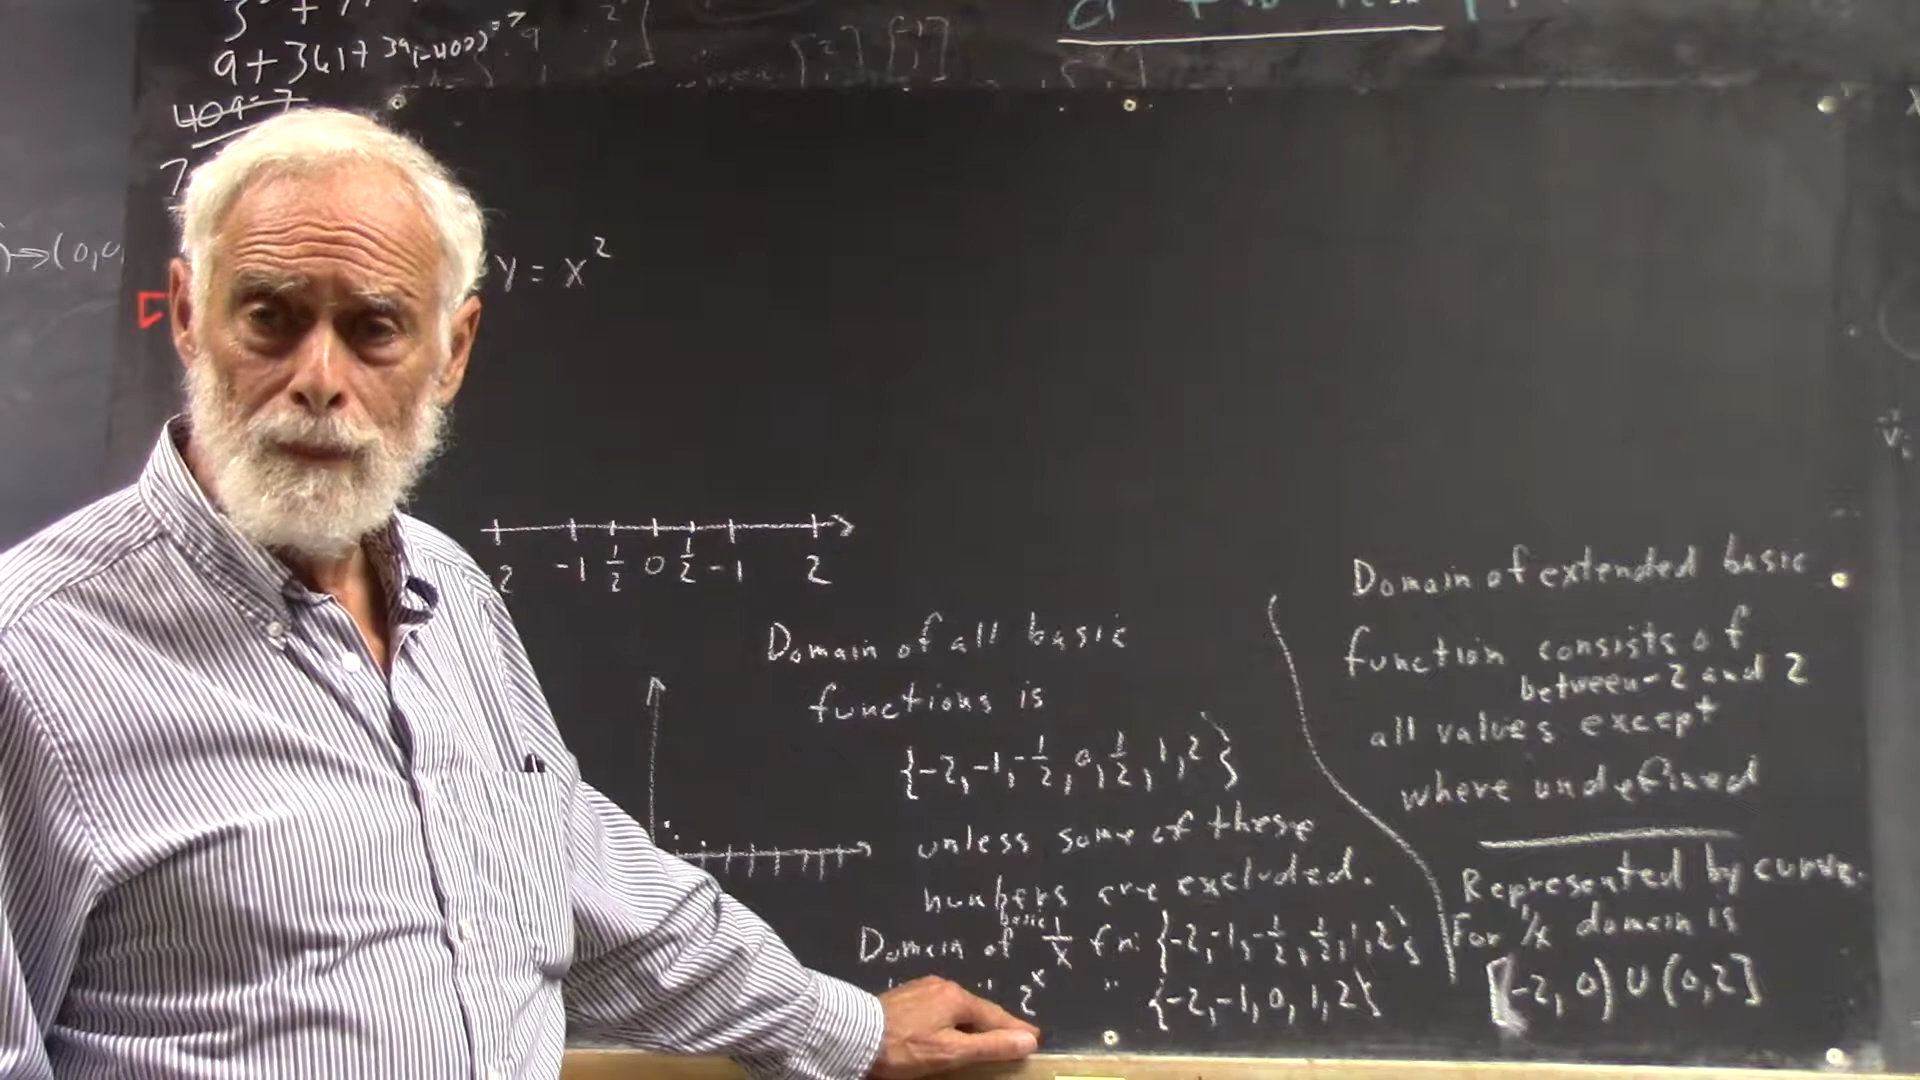 9+361+39(-400)=-7
409-7
y = x²
-1 1/2 0 1/2 -1 2
Domain of all basic
functions is
{-2,-1,-1/2,0,1/2,1,2}
unless some of these
numbers are excluded.
Domain of basic 1/x fn: {-2,-1,-1/2,1/2,1,2};
2^x " {-2,-1,0,1,2}
Domain of extended basic
function consists of
between -2 and 2
all values except
where undefined
Represented by curve.
For 1/x domain is
[-2,0) ∪ (0,2]